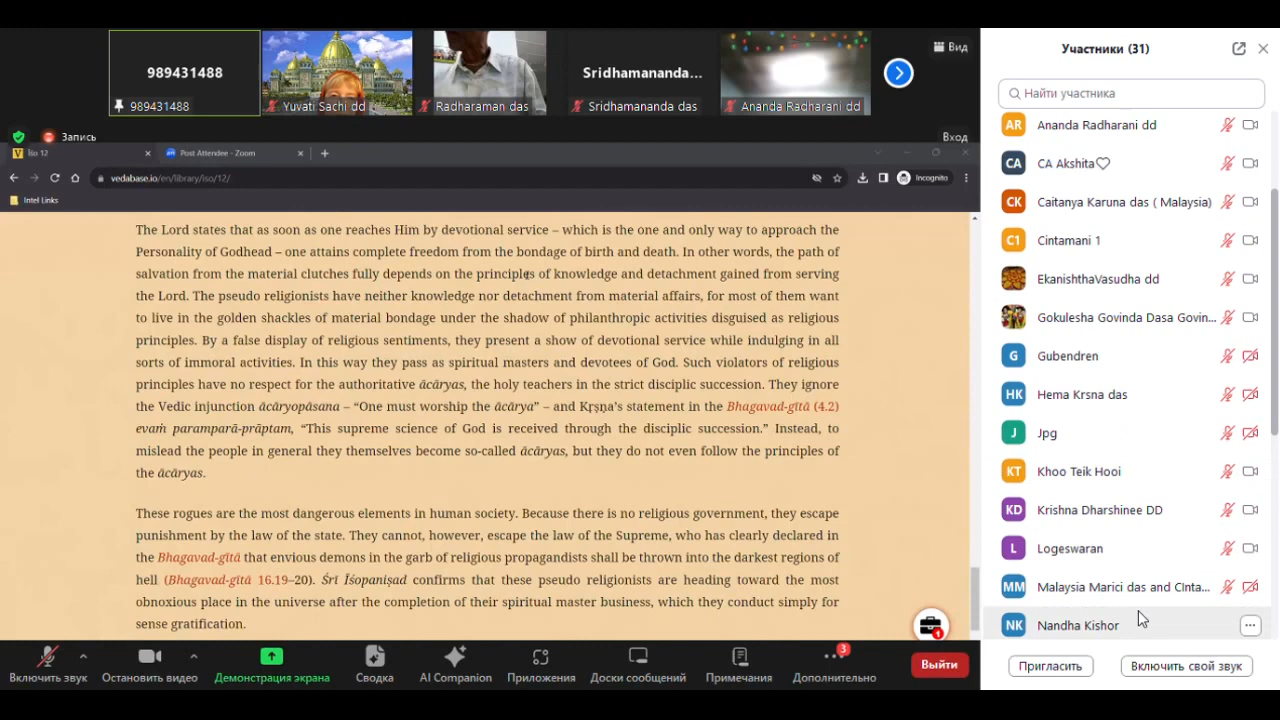 Вид
989431488
Sridhamananda...
989431488
Yuvati Sachi dd
Radharaman das
Sridhamananda das
Ananda Radharani dd
Запись
Вход
Īśo 12
Post Attendee - Zoom
vedabase.io/en/library/iso/12/
Incognito
Intel Links
The Lord states that as soon as one reaches Him by devotional service – which is the one and only way to approach the
Personality of Godhead – one attains complete freedom from the bondage of birth and death. In other words, the path of
salvation from the material clutches fully depends on the principles of knowledge and detachment gained from serving
the Lord. The pseudo religionists have neither knowledge nor detachment from material affairs, for most of them want
to live in the golden shackles of material bondage under the shadow of philanthropic activities disguised as religious
principles. By a false display of religious sentiments, they present a show of devotional service while indulging in all
sorts of immoral activities. In this way they pass as spiritual masters and devotees of God. Such violators of religious
principles have no respect for the authoritative ācāryas, the holy teachers in the strict disciplic succession. They ignore
the Vedic injunction ācāryopāsana – “One must worship the ācārya” – and Kṛṣṇa’s statement in the Bhagavad-gītā (4.2)
evaṁ paramparā-prāptam, “This supreme science of God is received through the disciplic succession.” Instead, to
mislead the people in general they themselves become so-called ācāryas, but they do not even follow the principles of
the ācāryas.
These rogues are the most dangerous elements in human society. Because there is no religious government, they escape
punishment by the law of the state. They cannot, however, escape the law of the Supreme, who has clearly declared in
the Bhagavad-gītā that envious demons in the garb of religious propagandists shall be thrown into the darkest regions of
hell (Bhagavad-gītā 16.19–20). Śrī Īśopaniṣad confirms that these pseudo religionists are heading toward the most
obnoxious place in the universe after the completion of their spiritual master business, which they conduct simply for
sense gratification.
1
Включить звук
Остановить видео
Демонстрация экрана
Сводка
AI Companion
Приложения
Доски сообщений
Примечания
3
Дополнительно
Выйти
Участники (31)
Найти участника
AR Ananda Radharani dd
CA CA Akshita♡
CK Caitanya Karuna das ( Malaysia)
C1 Cintamani 1
EkanishthaVasudha dd
Gokulesha Govinda Dasa Govin...
G Gubendren
HK Hema Krsna das
J Jpg
KT Khoo Teik Hooi
KD Krishna Dharshinee DD
L Logeswaran
MM Malaysia Marici das and CInta...
NK Nandha Kishor
Пригласить
Включить свой звук